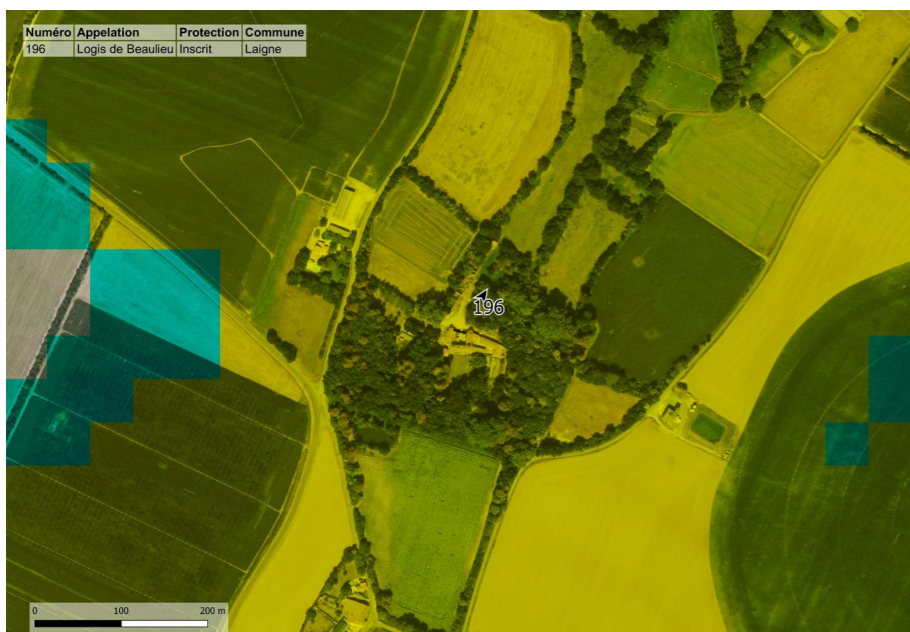 Numéro Appelation Protection Commune
196 Logis de Beaulieu Inscrit Laigne
196
0 100 200 m